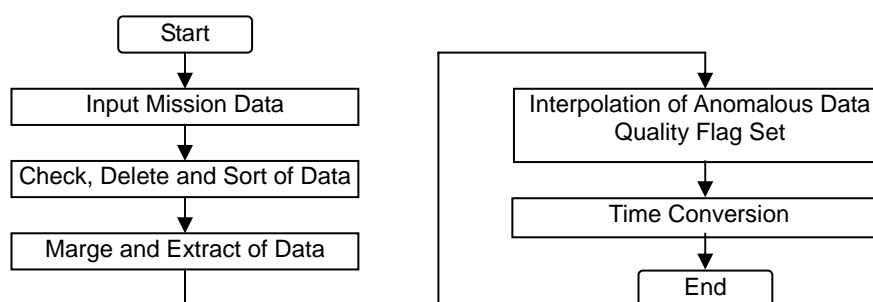 Start
Input Mission Data
Check, Delete and Sort of Data
Marge and Extract of Data
Interpolation of Anomalous Data
Quality Flag Set
Time Conversion
End